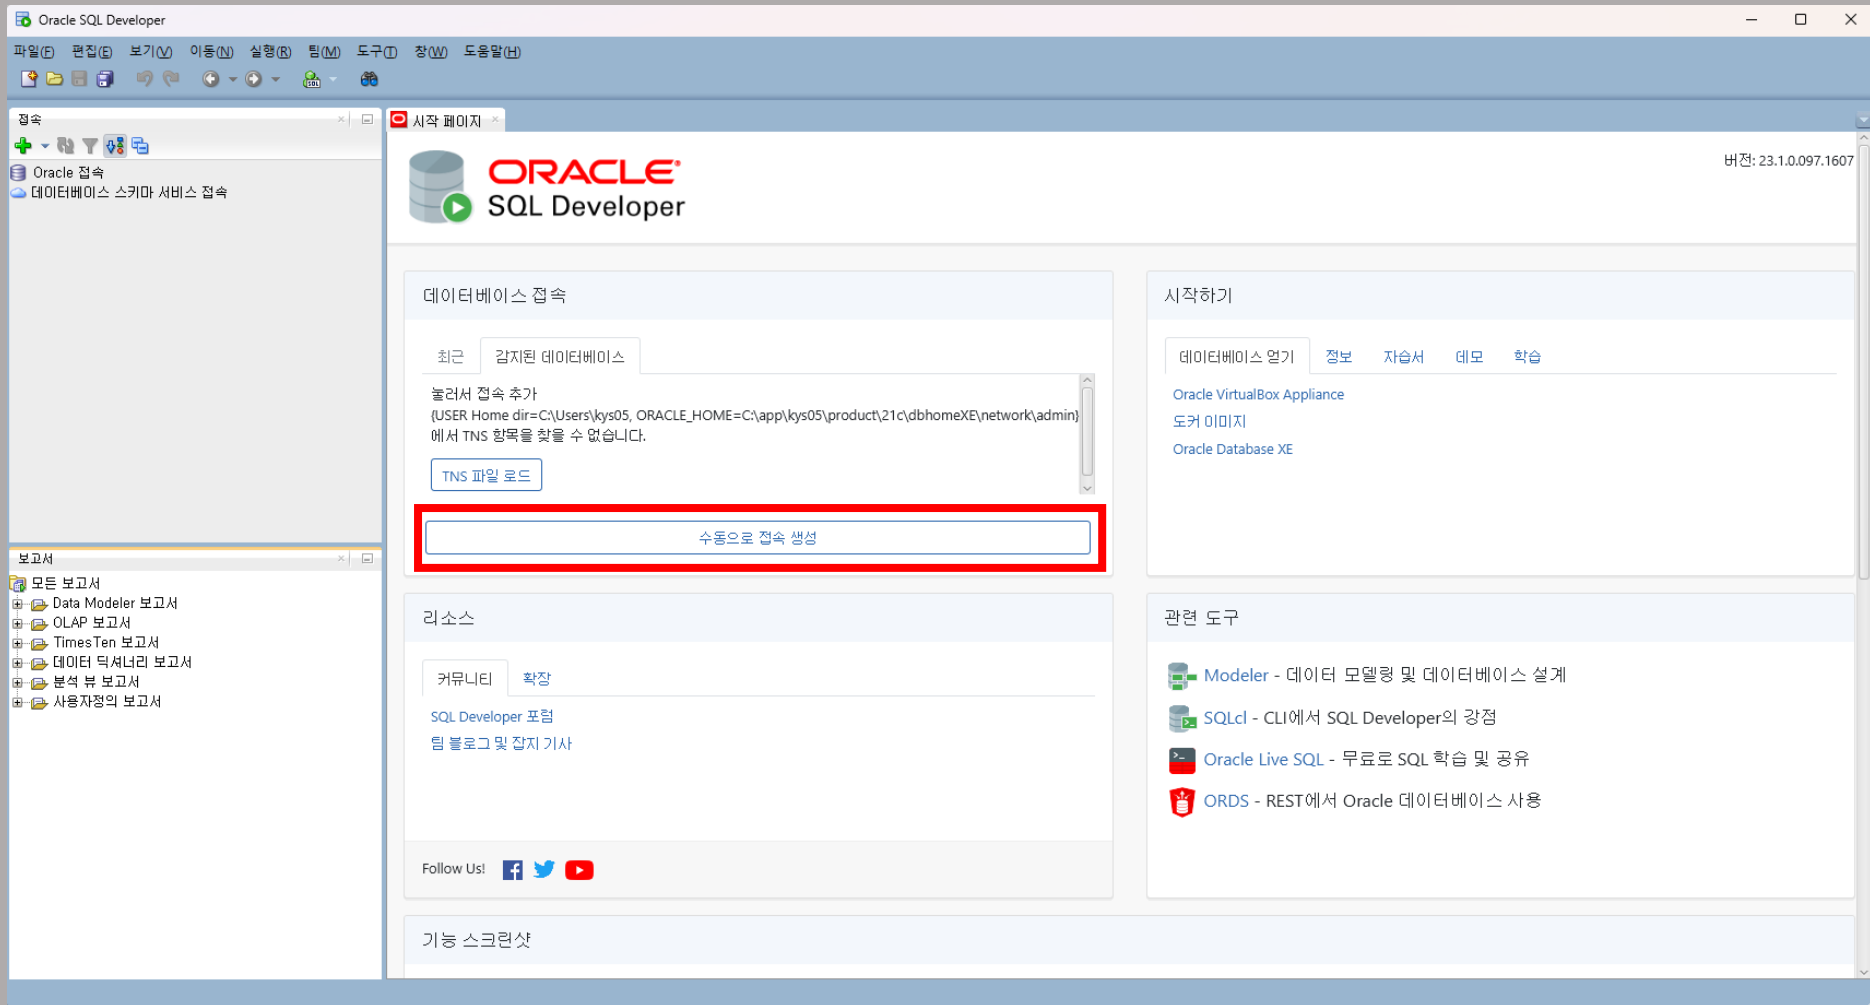 Oracle SQL Developer
파일(F) 편집(E) 보기(V) 이동(N) 실행(R) 팀(M) 도구(T) 창(W) 도움말(H)
접속
Oracle 접속
데이터베이스 스키마 서비스 접속
보고서
모든 보고서
Data Modeler 보고서
OLAP 보고서
TimesTen 보고서
데이터 딕셔너리 보고서
분석 뷰 보고서
사용자정의 보고서
시작 페이지
ORACLE
SQL Developer
버전: 23.1.0.097.1607
데이터베이스 접속
최근 감지된 데이터베이스
눌러서 접속 추가
{USER Home dir=C:\Users\kys05, ORACLE_HOME=C:\app\kys05\product\21c\dbhomeXE\network\admin}
에서 TNS 항목을 찾을 수 없습니다.
TNS 파일 로드
수동으로 접속 생성
시작하기
데이터베이스 얻기 정보 자습서 데모 학습
Oracle VirtualBox Appliance
도커 이미지
Oracle Database XE
리소스
커뮤니티 확장
SQL Developer 포럼
팀 블로그 및 잡지 기사
Follow Us!
관련 도구
Modeler - 데이터 모델링 및 데이터베이스 설계
SQLcl - CLI에서 SQL Developer의 강점
Oracle Live SQL - 무료로 SQL 학습 및 공유
ORDS - REST에서 Oracle 데이터베이스 사용
기능 스크린샷